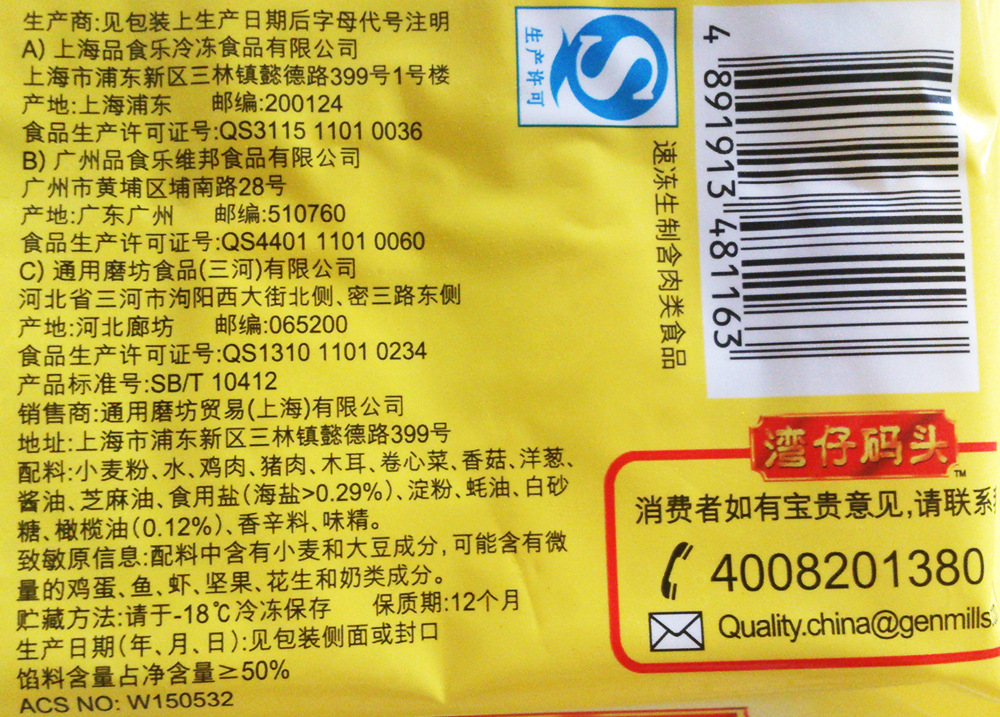 生产商:见包装上生产日期后字母代号注明
A) 上海品食乐冷冻食品有限公司
上海市浦东新区三林镇懿德路399号1号楼
产地:上海浦东 邮编:200124
食品生产许可证号:QS3115 1101 0036
B) 广州品食乐维邦食品有限公司
广州市黄埔区埔南路28号
产地:广东广州 邮编:510760
食品生产许可证号:QS4401 1101 0060
C) 通用磨坊食品(三河)有限公司
河北省三河市泃阳西大街北侧、密三路东侧
产地:河北廊坊 邮编:065200
食品生产许可证号:QS1310 1101 0234
产品标准号:SB/T 10412
销售商:通用磨坊贸易(上海)有限公司
地址:上海市浦东新区三林镇懿德路399号
配料:小麦粉、水、鸡肉、猪肉、木耳、卷心菜、香菇、洋葱、
酱油、芝麻油、食用盐(海盐>0.29%)、淀粉、蚝油、白砂
糖、橄榄油(0.12%)、香辛料、味精。
致敏原信息:配料中含有小麦和大豆成分,可能含有微
量的鸡蛋、鱼、虾、坚果、花生和奶类成分。
贮藏方法:请于-18℃冷冻保存 保质期:12个月
生产日期(年、月、日):见包装侧面或封口
馅料含量占净含量≥50%
ACS NO: W150532
生产许可
速冻生制含肉类食品
4 891913 481163
湾仔码头™
消费者如有宝贵意见,请联系
4008201380
Quality.china@genmills.